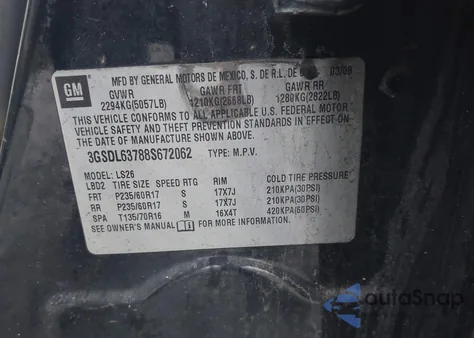 GM
MFD BY GENERAL MOTORS DE MEXICO, S. DE R.L. DE 03/08
GVWR GAWR FRT GAWR RR
2294KG(5057LB) 1210KG(2668LB) 1280KG(2822LB)
THIS VEHICLE CONFORMS TO ALL APPLICABLE U.S. FEDERAL MOTOR
VEHICLE SAFETY AND THEFT PREVENTION STANDARDS IN EFFECT ON
THE DATE OF MANUFACTURE SHOWN ABOVE.
3GSDL63788S672062 TYPE: M.P.V.
MODEL: LS26
LBD2 TIRE SIZE SPEED RTG RIM COLD TIRE PRESSURE
FRT P235/60R17 S 17X7J 210KPA(30PSI)
RR P235/60R17 S 17X7J 210KPA(30PSI)
SPA T135/70R16 M 16X4T 420KPA(60PSI)
SEE OWNER'S MANUAL FOR MORE INFORMATION
autoSnap